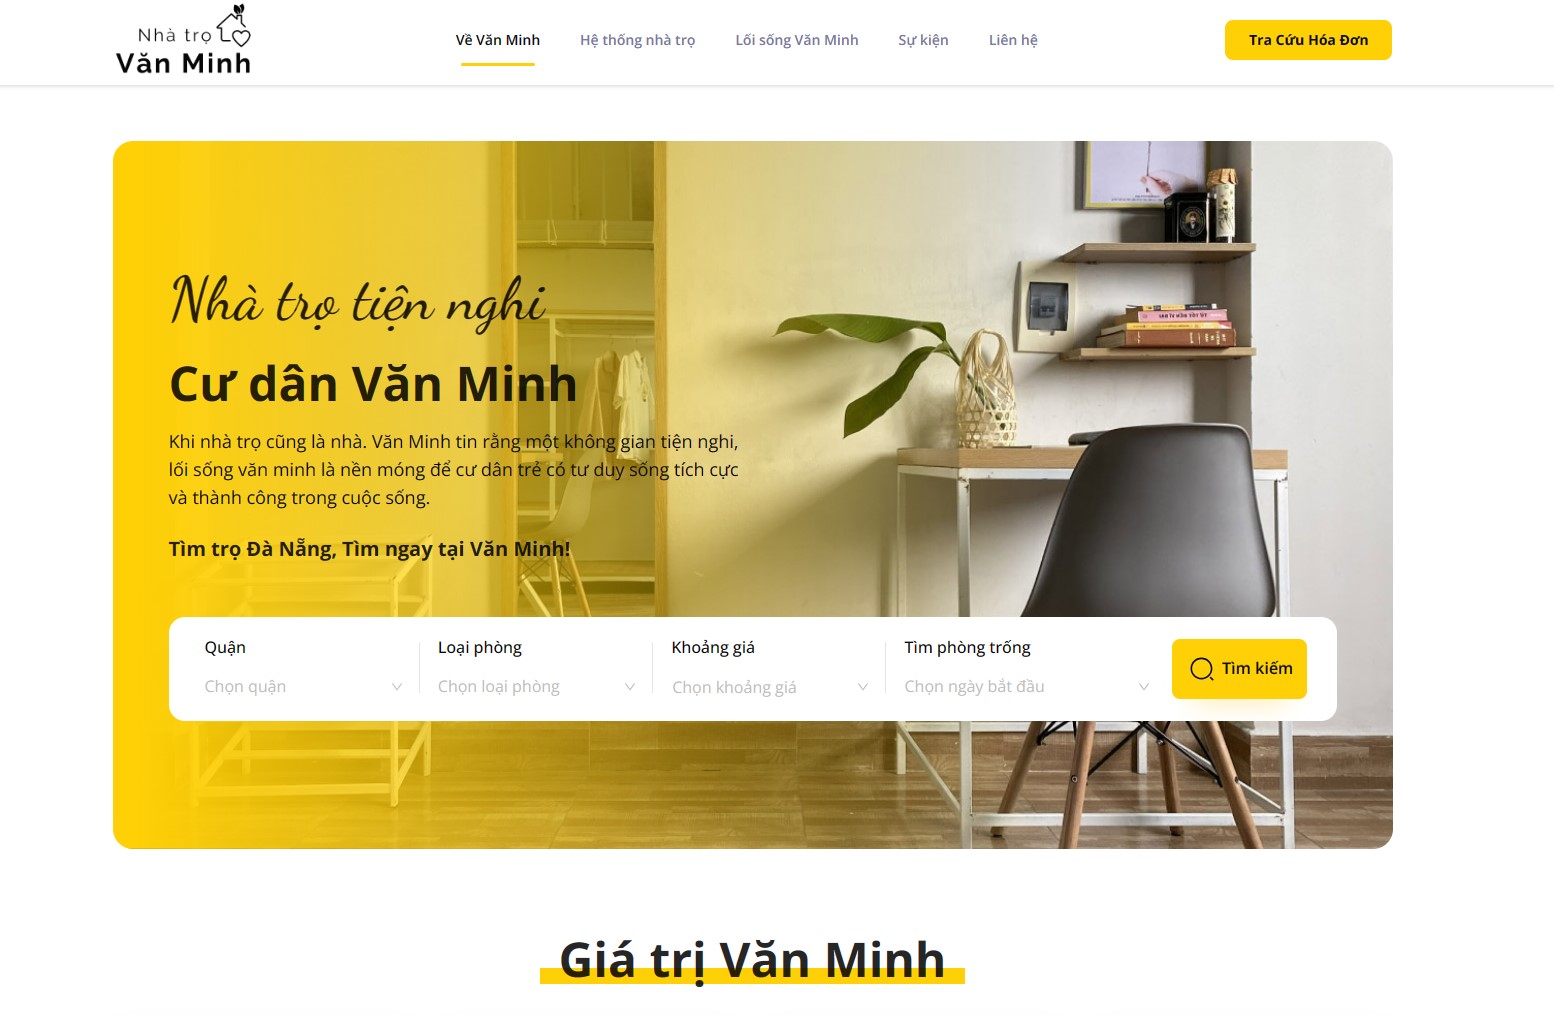 Nhà trọ
Văn Minh
Về Văn Minh
Hệ thống nhà trọ
Lối sống Văn Minh
Sự kiện
Liên hệ
Tra Cứu Hóa Đơn
Nhà trọ tiện nghi
Cư dân Văn Minh
Khi nhà trọ cũng là nhà. Văn Minh tin rằng một không gian tiện nghi,
lối sống văn minh là nền móng để cư dân trẻ có tư duy sống tích cực
và thành công trong cuộc sống.
Tìm trọ Đà Nẵng, Tìm ngay tại Văn Minh!
Quận
Chọn quận
Loại phòng
Chọn loại phòng
Khoảng giá
Chọn khoảng giá
Tìm phòng trống
Chọn ngày bắt đầu
Tìm kiếm
Giá trị Văn Minh